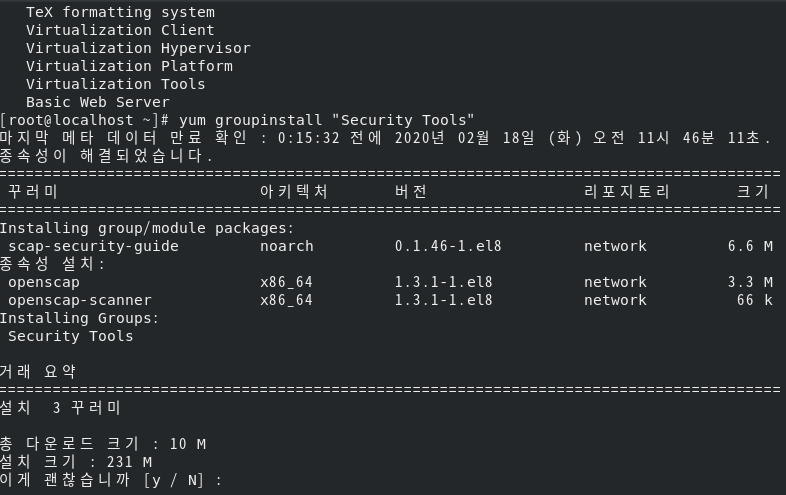 TeX formatting system
Virtualization Client
Virtualization Hypervisor
Virtualization Platform
Virtualization Tools
Basic Web Server
[root@localhost ~]# yum groupinstall "Security Tools"
마지막 메타 데이터 만료 확인 : 0:15:32 전에 2020년 02월 18일 (화) 오전 11시 46분 11초.
종속성이 해결되었습니다.
================================================================================
꾸러미 아키텍처 버전 리포지토리 크기
================================================================================
Installing group/module packages:
scap-security-guide noarch 0.1.46-1.el8 network 6.6 M
종속성 설치:
openscap x86_64 1.3.1-1.el8 network 3.3 M
openscap-scanner x86_64 1.3.1-1.el8 network 66 k
Installing Groups:
Security Tools
거래 요약
================================================================================
설치 3 꾸러미
총 다운로드 크기 : 10 M
설치 크기 : 231 M
이게 괜찮습니까 [y / N] :